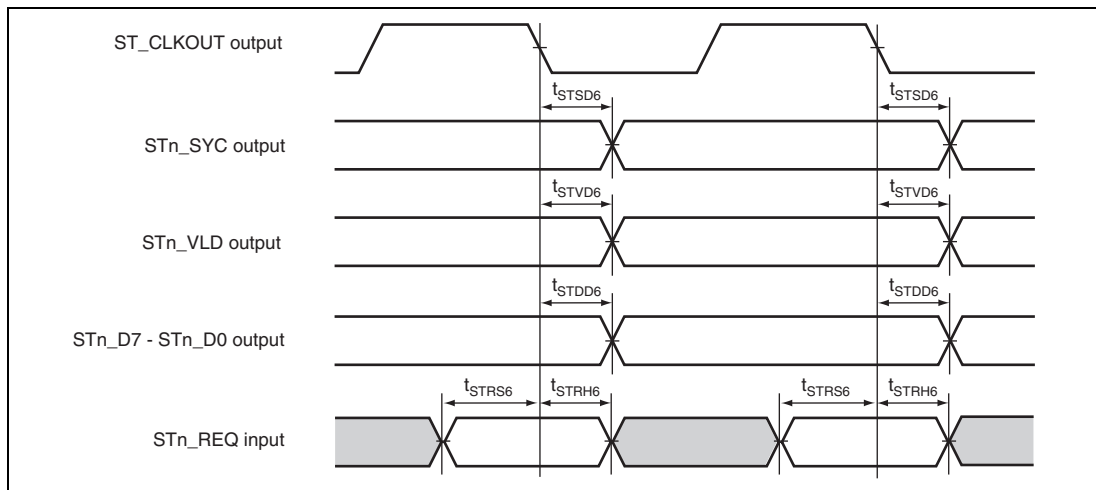 ST_CLKOUT output
tSTSD6 tSTSD6
STn_SYC output
tSTVD6 tSTVD6
STn_VLD output
tSTDD6 tSTDD6
STn_D7 - STn_D0 output
tSTRS6 tSTRH6 tSTRS6 tSTRH6
STn_REQ input